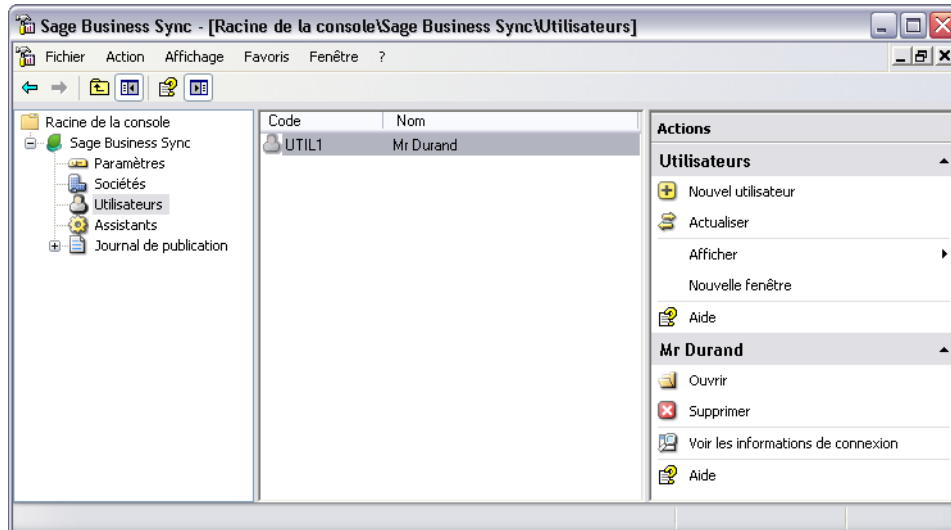 Sage Business Sync - [Racine de la console\Sage Business Sync\Utilisateurs]
Fichier Action Affichage Favoris Fenêtre ?
Racine de la console
Sage Business Sync
Paramètres
Sociétés
Utilisateurs
Assistants
Journal de publication
Code Nom
UTIL1 Mr Durand
Actions
Utilisateurs
Nouvel utilisateur
Actualiser
Afficher
Nouvelle fenêtre
Aide
Mr Durand
Ouvrir
Supprimer
Voir les informations de connexion
Aide